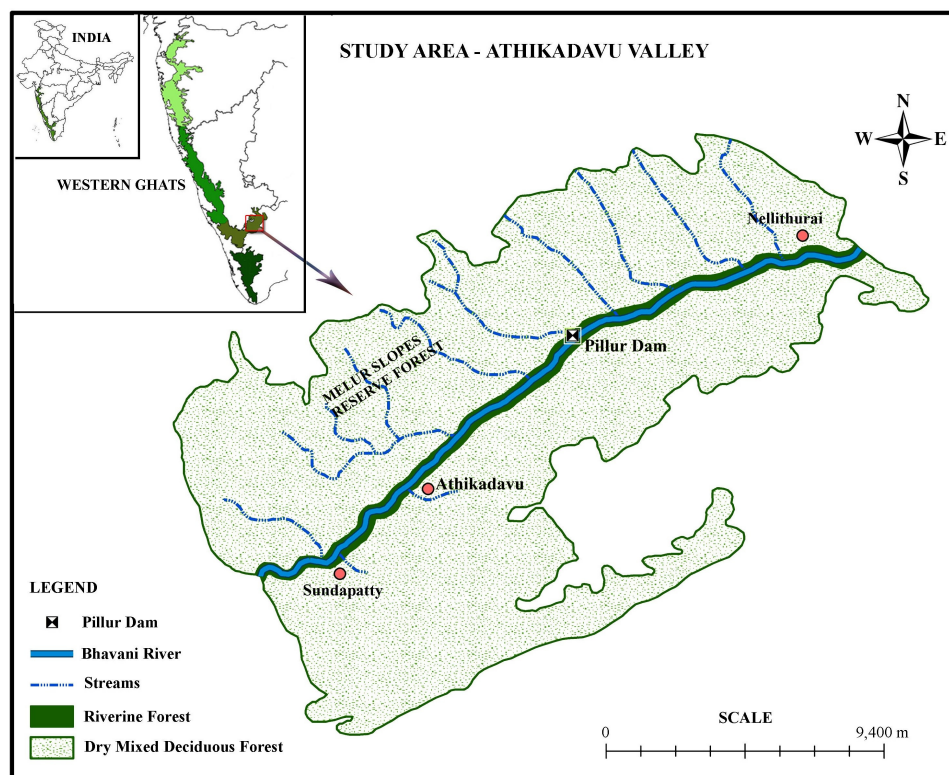 INDIA
STUDY AREA - ATHIKADAVU VALLEY
N
W E
S
WESTERN GHATS
Nellithurai
Pillur Dam
MELUR SLOPES
RESERVE FOREST
Athikadavu
Sundapatty
LEGEND
Pillur Dam
Bhavani River
Streams
Riverine Forest
Dry Mixed Deciduous Forest
SCALE
0 9,400 m